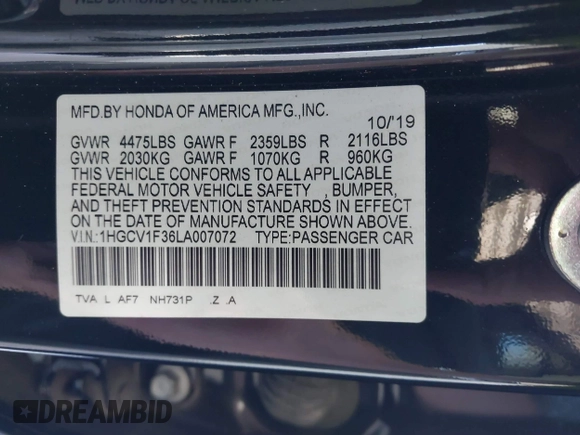 MFD.BY HONDA OF AMERICA MFG.,INC. 10/19
GVWR 4475LBS GAWR F 2359LBS R 2116LBS
GVWR 2030KG GAWR F 1070KG R 960KG
THIS VEHICLE CONFORMS TO ALL APPLICABLE
FEDERAL MOTOR VEHICLE SAFETY , BUMPER,
AND THEFT PREVENTION STANDARDS IN EFFECT
ON THE DATE OF MANUFACTURE SHOWN ABOVE.
V.I.N.:1HGCV1F36LA007072 TYPE:PASSENGER CAR
TVA L AF7 NH731P .Z .A
DREAMBID